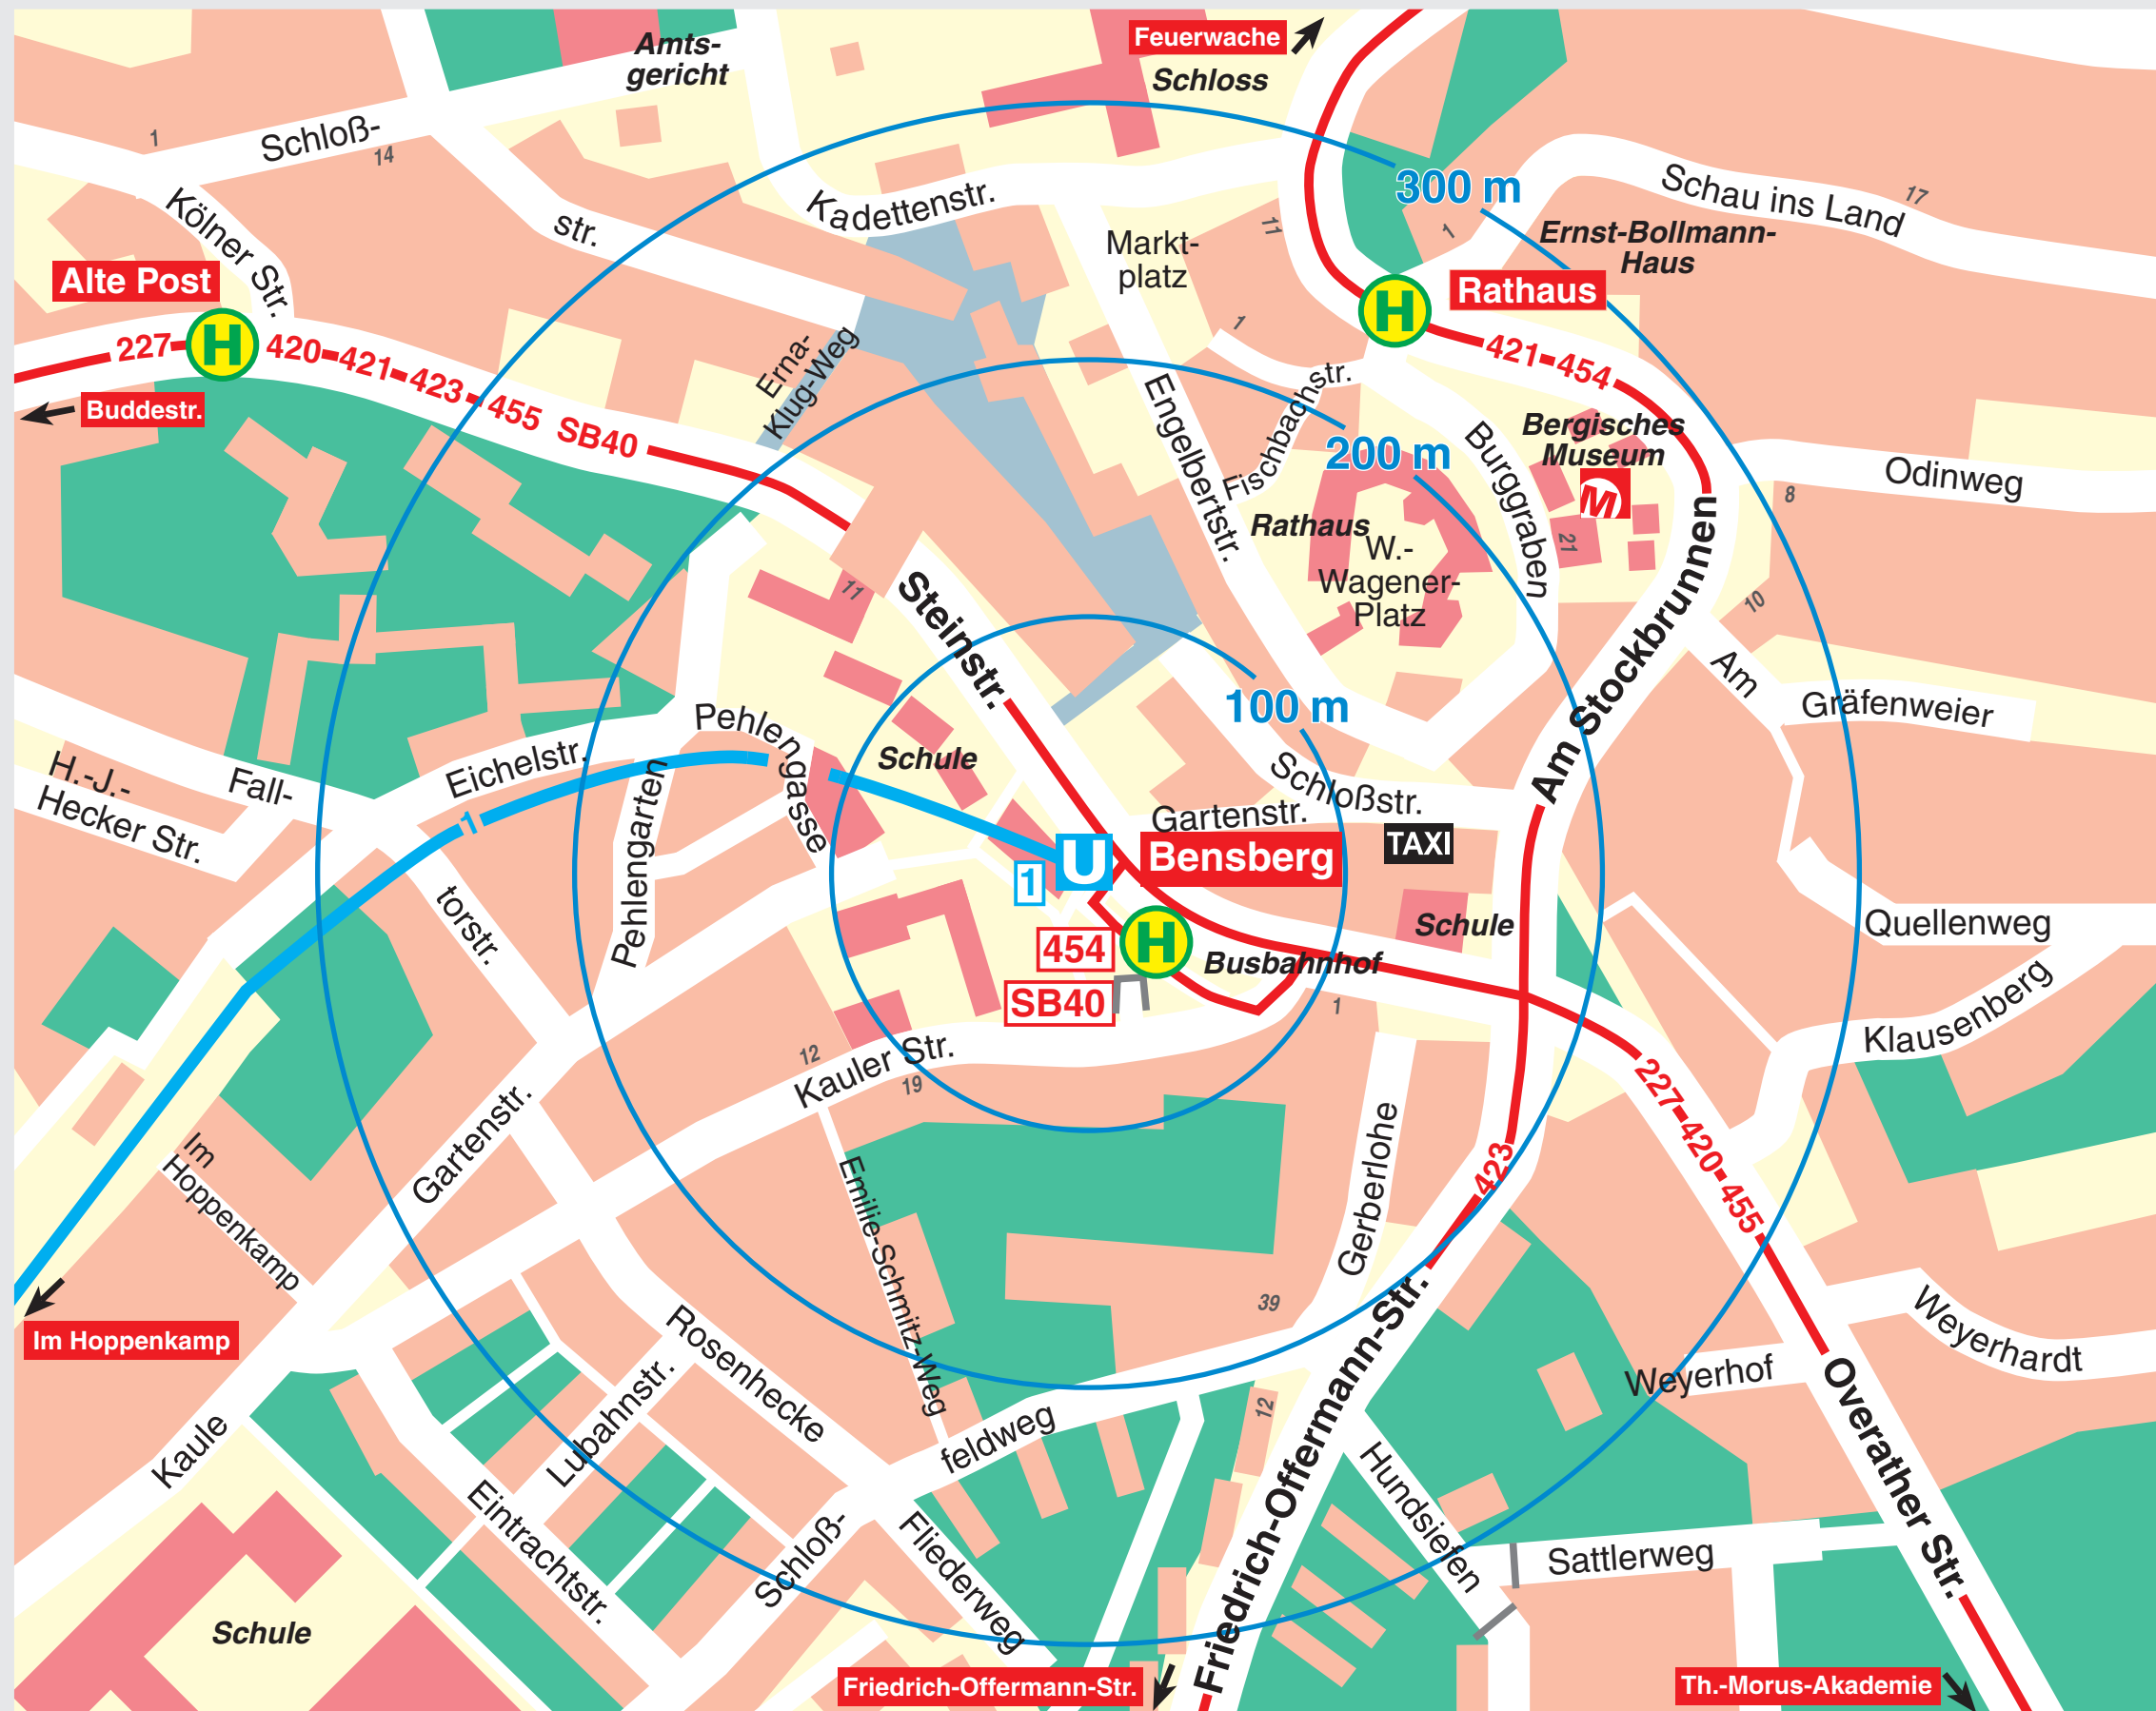 Amts-
gericht
Feuerwache
Schloss
1
Schloß-
14
str.
Kölner Str.
Kadettenstr.
300 m
Schau ins Land
17
11
1
Ernst-Bollmann-
Haus
Markt-
platz
Alte Post
H
227
420-421-423-455 SB40
Buddestr.
Erna-
Klug-Weg
H
Rathaus
421-454
1
Fischbachstr.
Engelbertstr.
200 m
Burggraben
Bergisches
Museum
M
21
Odinweg
8
10
Rathaus
W.-
Wagener-
Platz
11
Steinstr.
Am Stockbrunnen
Am
Gräfenweier
100 m
Pehlengasse
Schule
Eichelstr.
H.-J.-
Hecker Str.
Fall-
torstr.
1
Pehlengarten
Schloßstr.
Gartenstr.
TAXI
U
Bensberg
1
454
SB40
H
Busbahnhof
Schule
1
Quellenweg
Klausenberg
12
Kauler Str.
19
227-420-455
423
Gerberlohe
Gartenstr.
Im
Hoppenkamp
Emilie-Schmitz-Weg
39
Im Hoppenkamp
Rosenhecke
Lubahnstr.
Kaule
Eintrachtstr.
Schloß-
feldweg
Fliederweg
12
Friedrich-Offermann-Str.
Hundsiefen
Sattlerweg
Weyerhof
Weyerhardt
Overather Str.
Schule
Friedrich-Offermann-Str.
Th.-Morus-Akademie